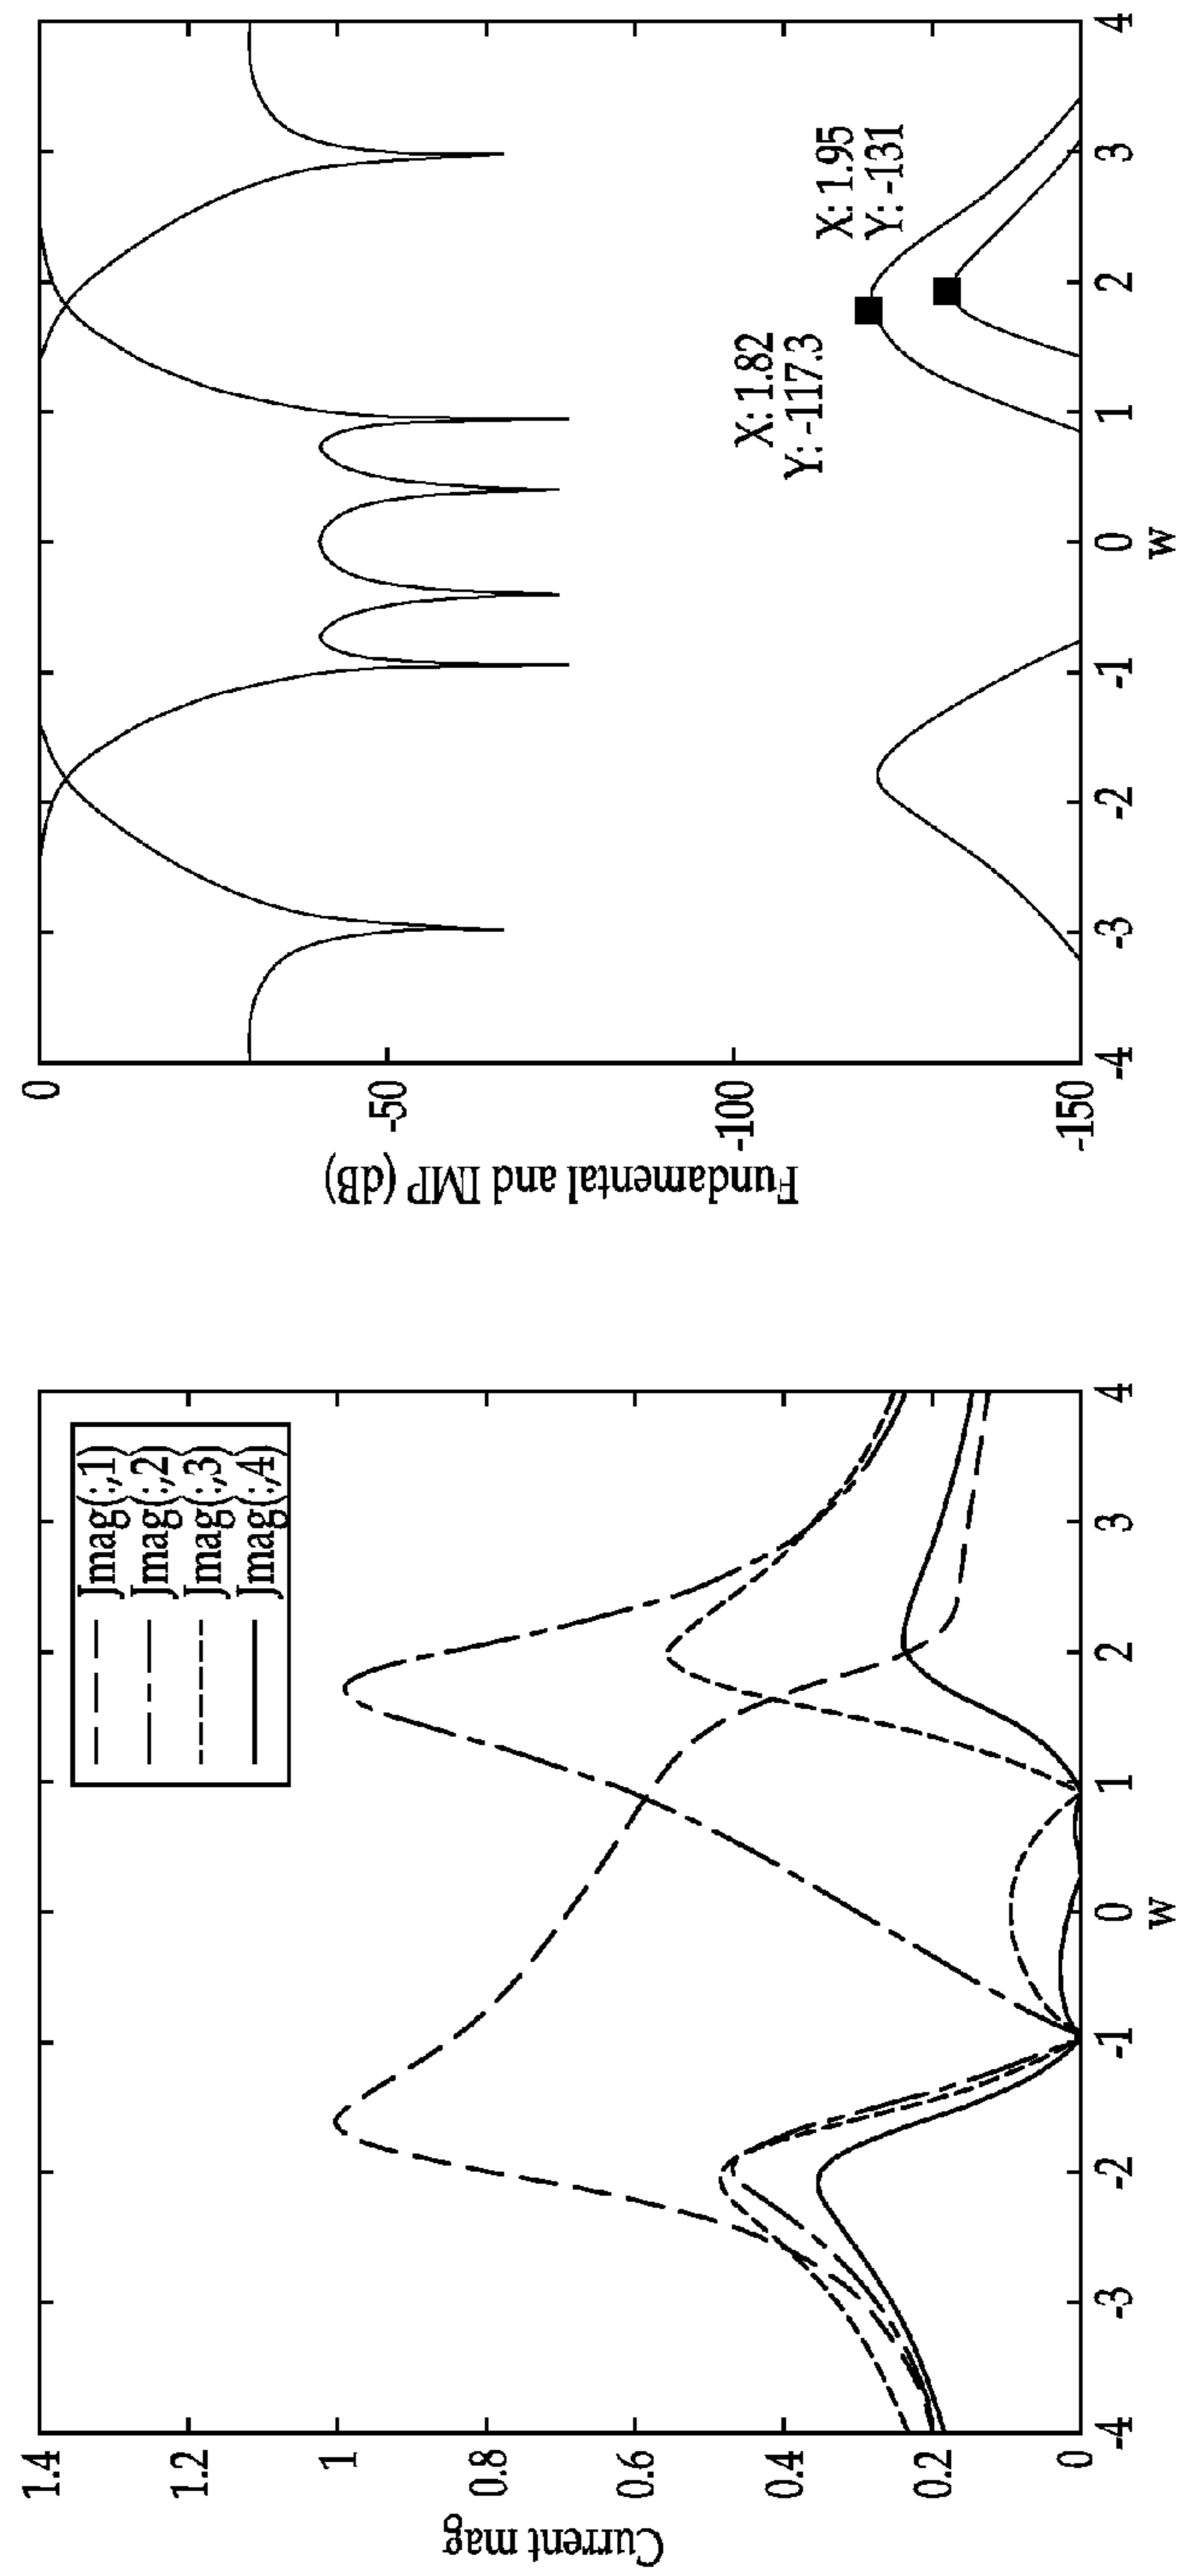 1.4
1.2
1
0.8
0.6
0.4
0.2
0
Current mag
-4
-3
-2
-1
0
1
2
3
4
w
Jmag(:,1)
Jmag(:,2)
Jmag(:,3)
Jmag(:,4)
0
-50
-100
-150
Fundamental and IMP (dB)
-4
-3
-2
-1
0
1
2
3
4
w
X: 1.82
Y: -117.3
X: 1.95
Y: -131